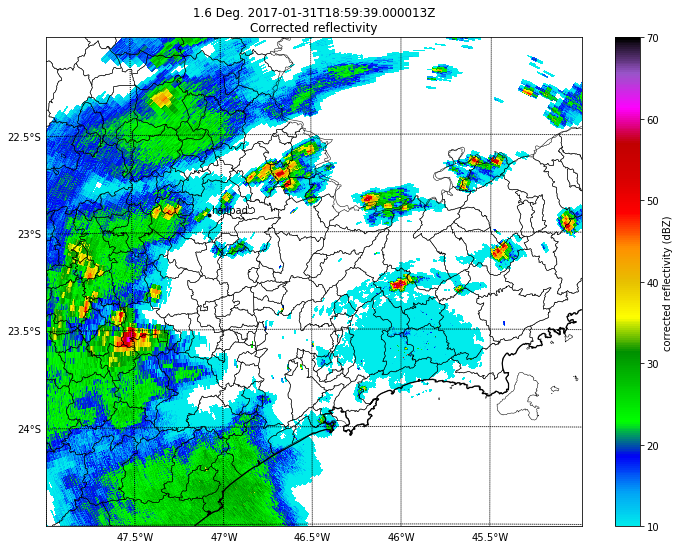 1.6 Deg. 2017-01-31T18:59:39.000013Z
Corrected reflectivity
22.5°S
23°S
23.5°S
24°S
47.5°W
47°W
46.5°W
46°W
45.5°W
70
60
50
40
30
20
10
corrected reflectivity (dBZ)